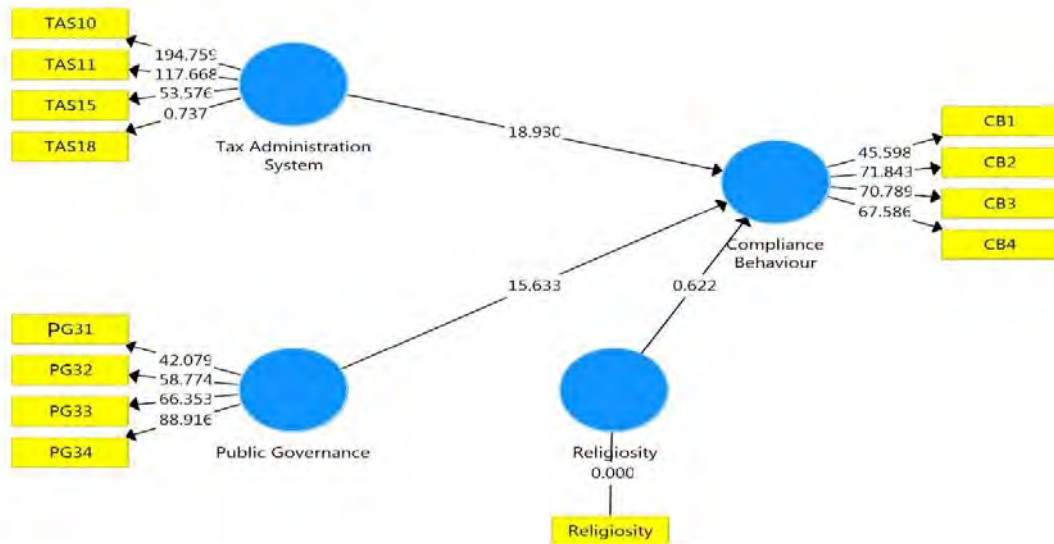 TAS10
194.759
TAS11
117.668
TAS15
53.576
TAS18
0.737
Tax Administration
System
18.930
CB1
45.598
CB2
71.843
CB3
70.789
CB4
67.586
Compliance
Behaviour
15.633
0.622
PG31
42.079
PG32
58.774
PG33
66.353
PG34
88.916
Public Governance
Religiosity
0.000
Religiosity